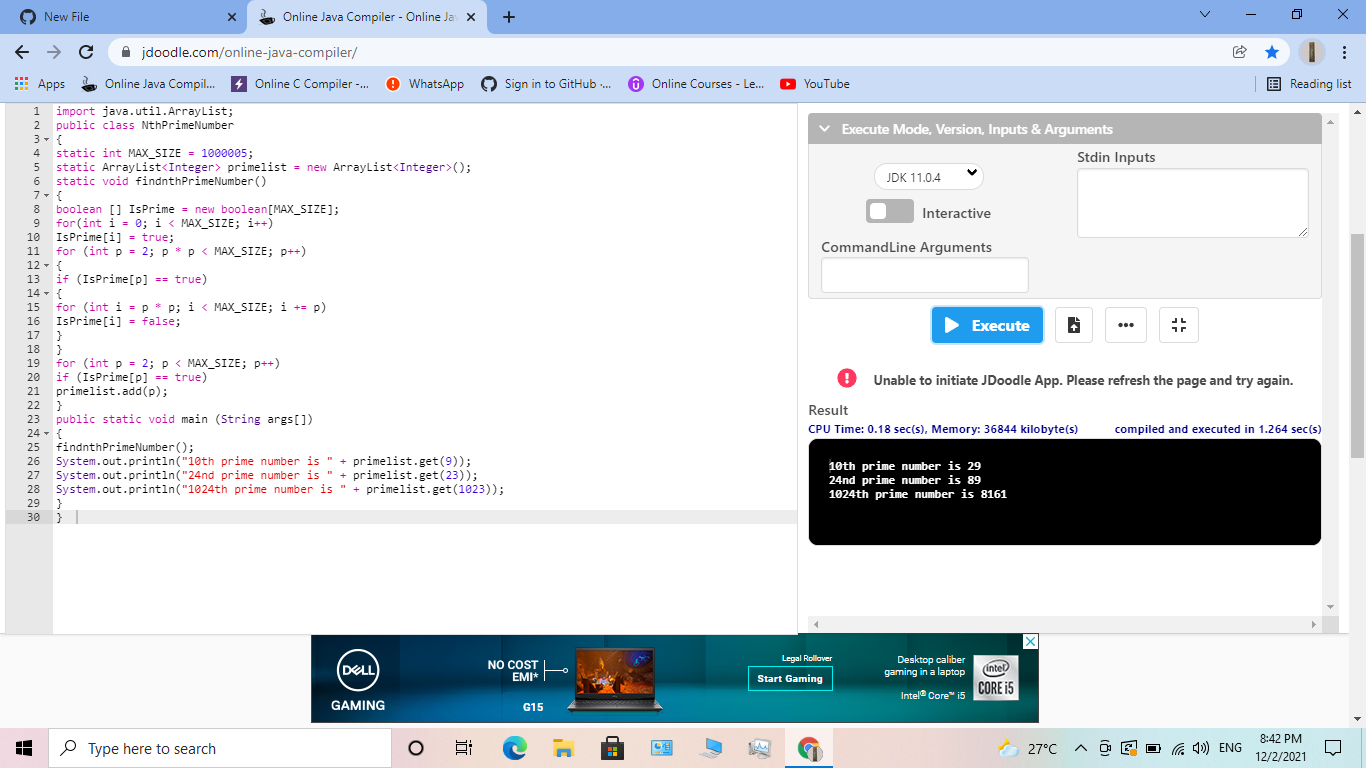 New File
Online Java Compiler - Online Ja
jdoodle.com/online-java-compiler/
Apps
Online Java Compil...
Online C Compiler -...
WhatsApp
Sign in to GitHub ·...
Online Courses - Le...
YouTube
Reading list
1 import java.util.ArrayList;
2 public class NthPrimeNumber
3 {
4 static int MAX_SIZE = 1000005;
5 static ArrayList<Integer> primelist = new ArrayList<Integer>();
6 static void findnthPrimeNumber()
7 {
8 boolean [] IsPrime = new boolean[MAX_SIZE];
9 for(int i = 0; i < MAX_SIZE; i++)
10 IsPrime[i] = true;
11 for (int p = 2; p * p < MAX_SIZE; p++)
12 {
13 if (IsPrime[p] == true)
14 {
15 for (int i = p * p; i < MAX_SIZE; i += p)
16 IsPrime[i] = false;
17 }
18 }
19 for (int p = 2; p < MAX_SIZE; p++)
20 if (IsPrime[p] == true)
21 primelist.add(p);
22 }
23 public static void main (String args[])
24 {
25 findnthPrimeNumber();
26 System.out.println("10th prime number is " + primelist.get(9));
27 System.out.println("24nd prime number is " + primelist.get(23));
28 System.out.println("1024th prime number is " + primelist.get(1023));
29 }
30 }
Execute Mode, Version, Inputs & Arguments
JDK 11.0.4
Interactive
Stdin Inputs
CommandLine Arguments
Execute
Unable to initiate JDoodle App. Please refresh the page and try again.
Result
CPU Time: 0.18 sec(s), Memory: 36844 kilobyte(s)
compiled and executed in 1.264 sec(s)
10th prime number is 29
24nd prime number is 89
1024th prime number is 8161
DELL
GAMING
NO COST
EMI*
G15
Legal Rollover
Start Gaming
Desktop caliber
gaming in a laptop
Intel® Core™ i5
intel
CORE i5
Type here to search
27°C
ENG
8:42 PM
12/2/2021